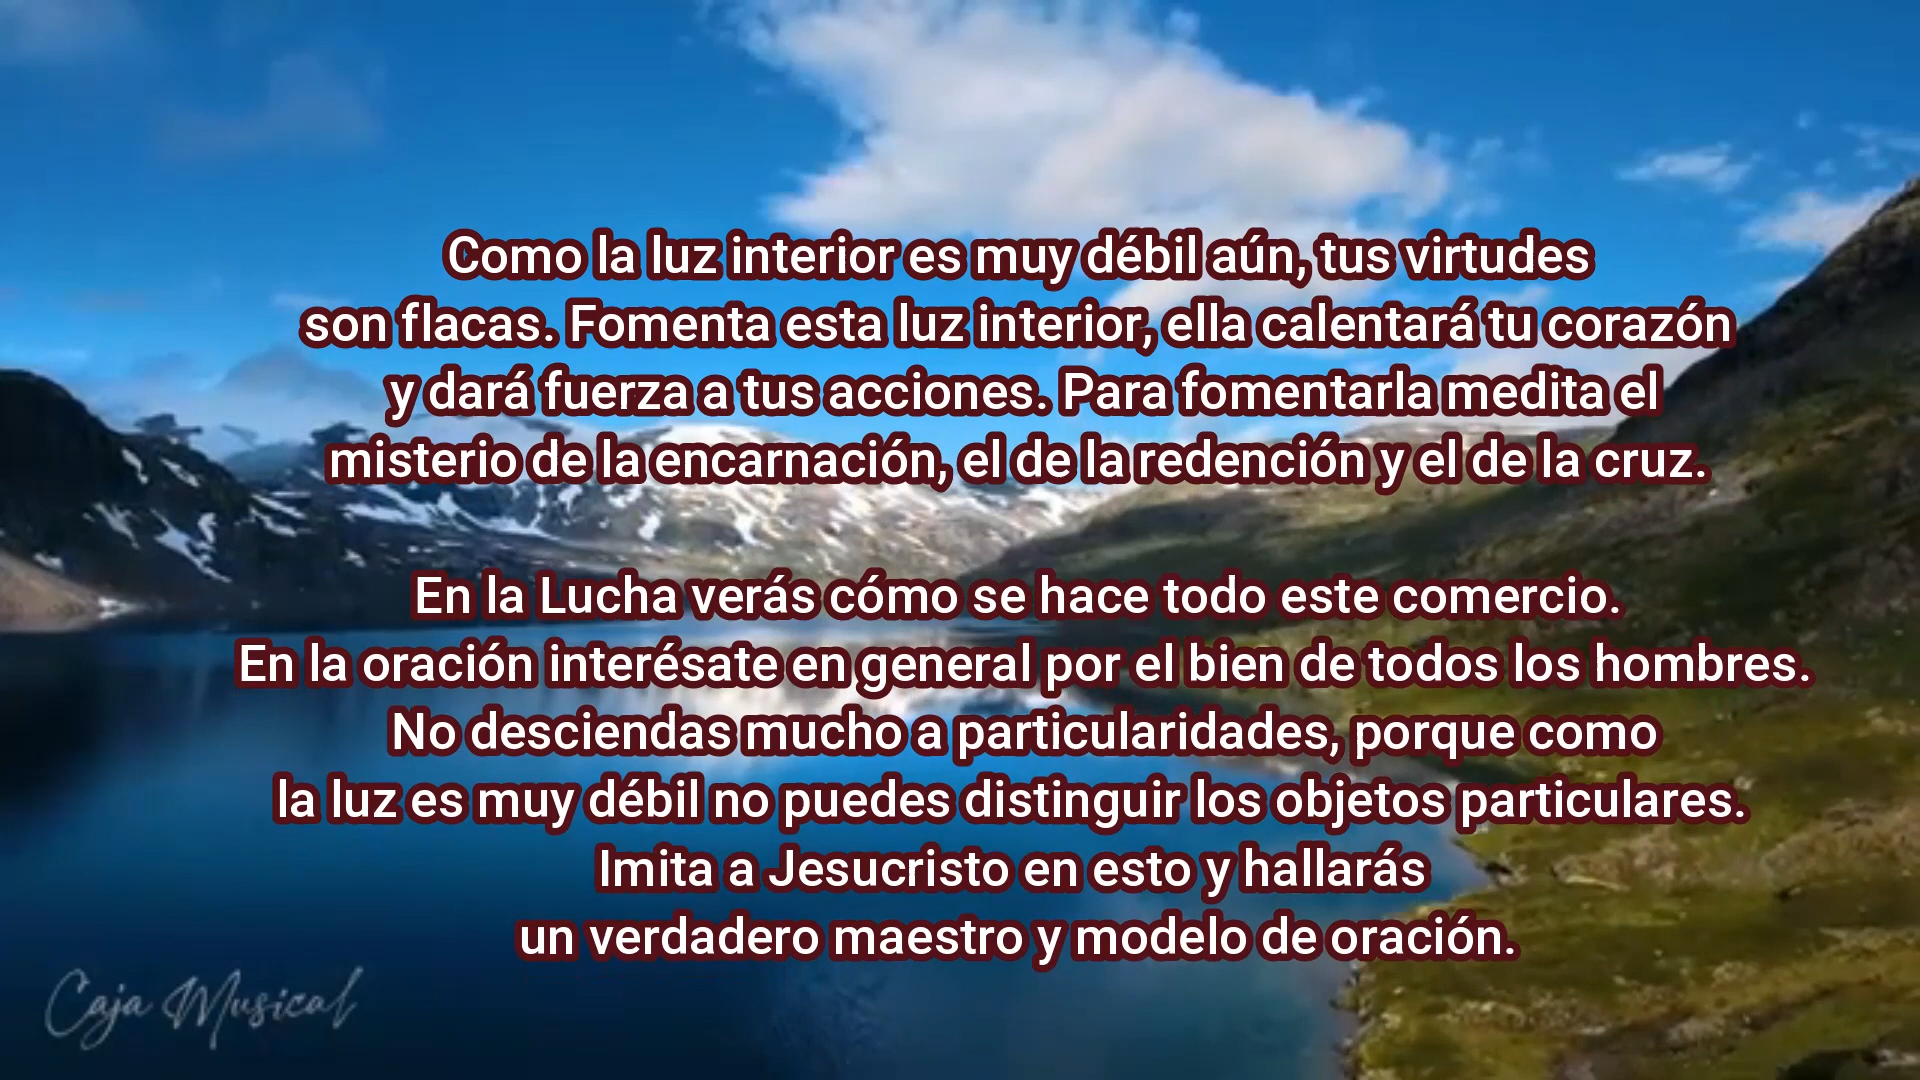 Como la luz interior es muy débil aún, tus virtudes
son flacas. Fomenta esta luz interior, ella calentará tu corazón
y dará fuerza a tus acciones. Para fomentarla medita el
misterio de la encarnación, el de la redención y el de la cruz.
En la Lucha verás cómo se hace todo este comercio.
En la oración interésate en general por el bien de todos los hombres.
No desciendas mucho a particularidades, porque como
la luz es muy débil no puedes distinguir los objetos particulares.
Imita a Jesucristo en esto y hallarás
un verdadero maestro y modelo de oración.
Caja Musical